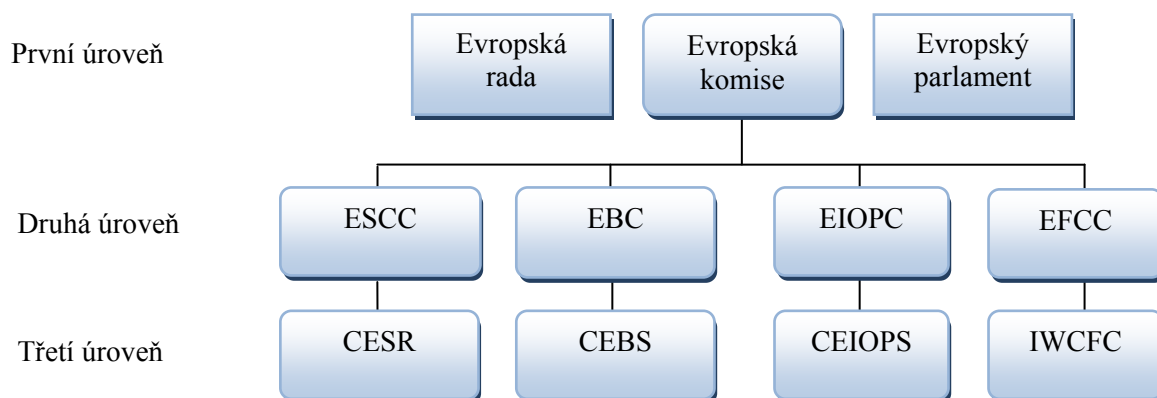 První úroveň
Evropská
rada
Evropská
komise
Evropský
parlament
Druhá úroveň
ESCC
EBC
EIOPC
EFCC
Třetí úroveň
CESR
CEBS
CEIOPS
IWCFC